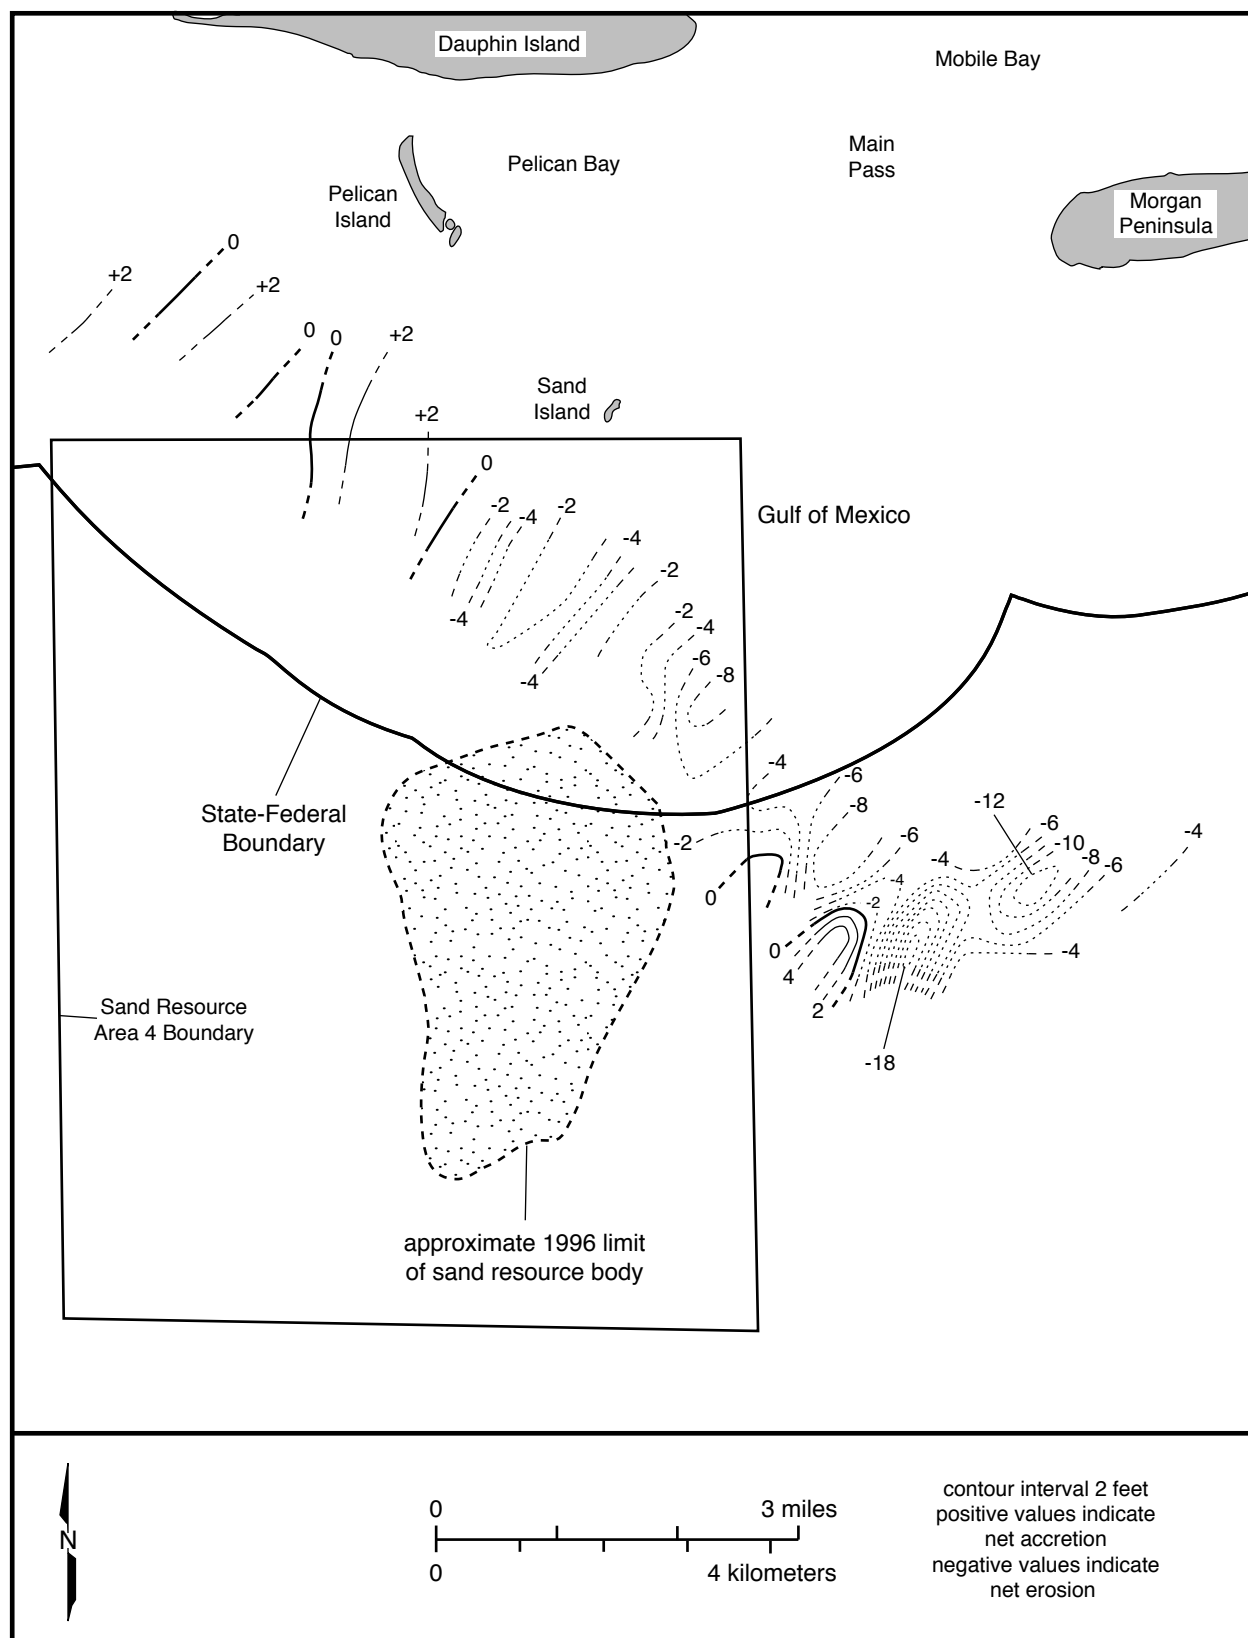 Dauphin Island
Mobile Bay
Main
Pass
Pelican Bay
Pelican
Island
Morgan
Peninsula
0
+2
+2
0
0
+2
Sand
Island
+2
0
-2
-4
-2
Gulf of Mexico
-4
-2
-4
-2
-4
-6
-8
-4
-4
-6
-8
-12
State-Federal
Boundary
-6
-4
-2
-6
-10
-4
-8
-6
-4
0
-2
0
-4
4
Sand Resource
Area 4 Boundary
2
-18
approximate 1996 limit
of sand resource body
N
0
3 miles
0
4 kilometers
contour interval 2 feet
positive values indicate
net accretion
negative values indicate
net erosion